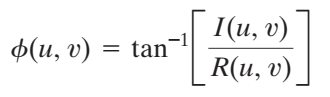 ϕ(u, v) = tan⁻¹[I(u, v) / R(u, v)]